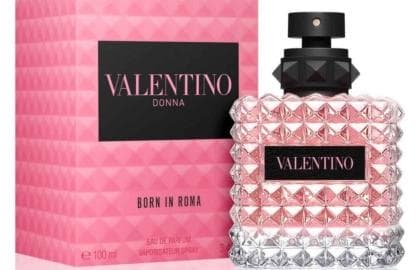 VALENTINO
DONNA
BORN IN ROMA
EAU DE PARFUM
VAPORISATEUR SPRAY
℮ 100 ml
VALENTINO